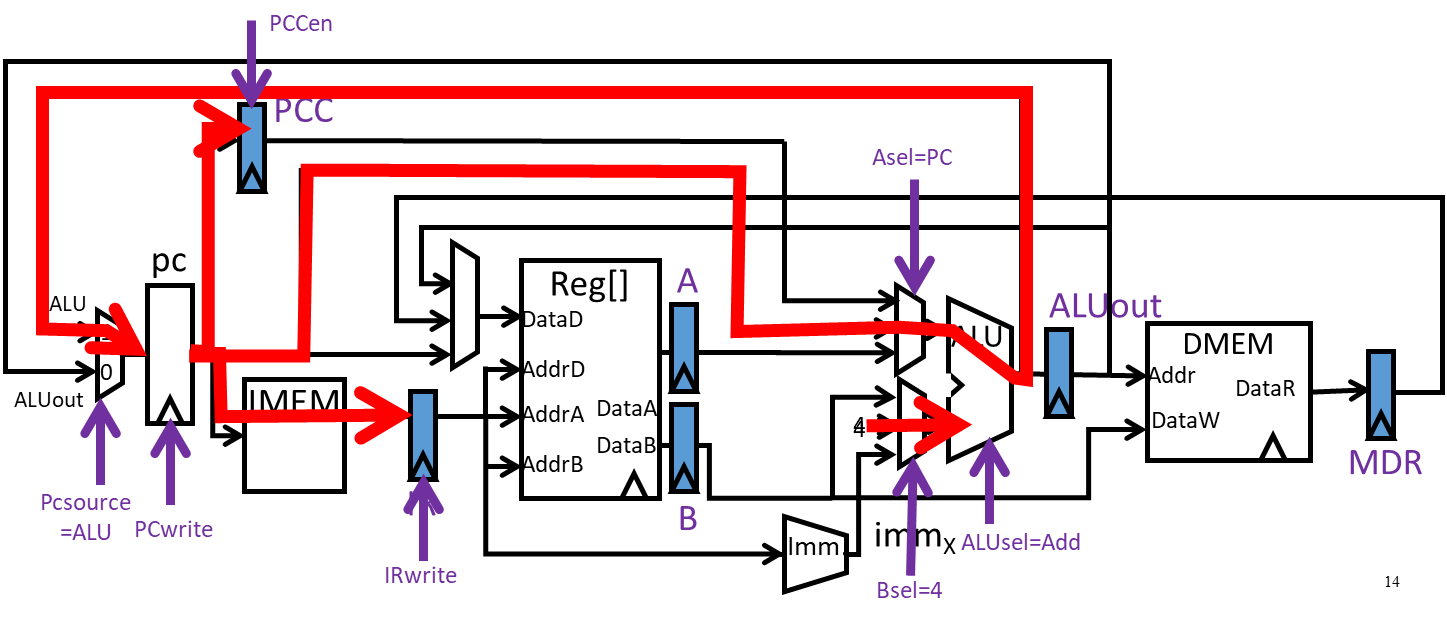 PCCen
PCC
Asel=PC
pc
ALU
0
ALUout
Pcsource
=ALU
PCwrite
IMEM
IRwrite
Reg[]
DataD
AddrD
AddrA
AddrB
DataA
DataB
A
B
4
ALU
ALUout
DMEM
Addr
DataR
DataW
MDR
Imm
imm
X
ALUsel=Add
Bsel=4
14